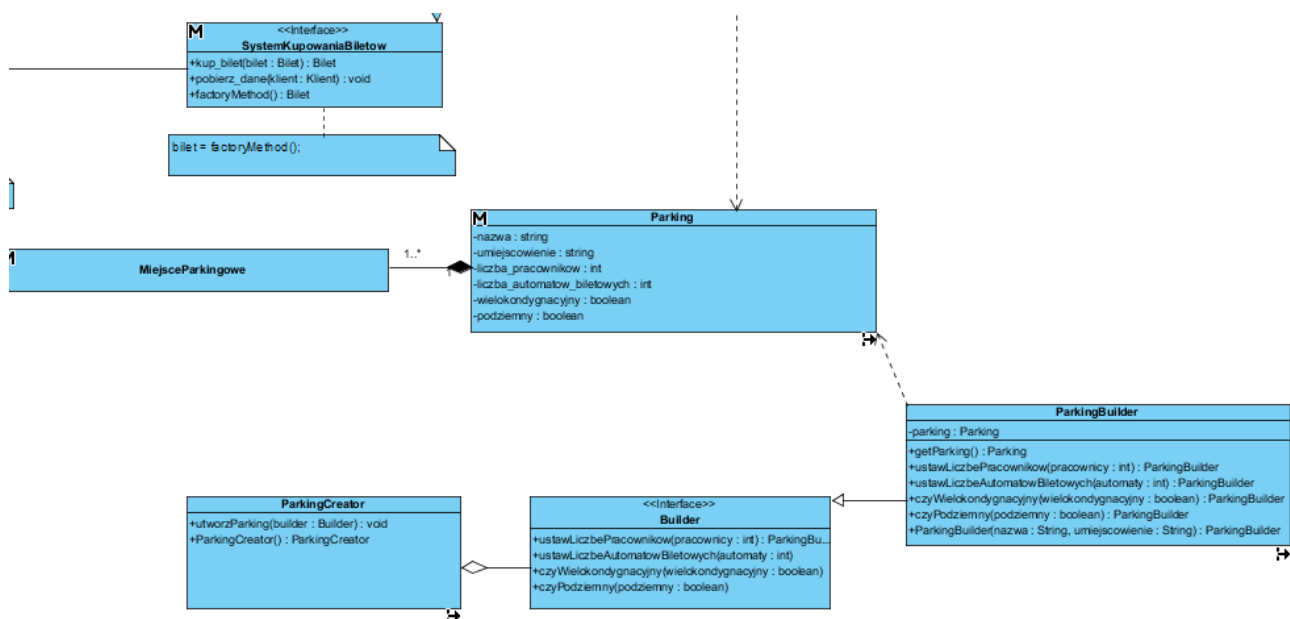 M
<<Interface>>
SystemKupowaniaBiletow
+kup_bilet(bilet : Bilet) : Bilet
+pobierz_dane(klient : Klient) : void
+factoryMethod() : Bilet
bilet = factoryMethod();
M
Parking
-nazwa : string
-umiejscowienie : string
-liczba_pracownikow : int
-liczba_automatow_biletowych : int
-wielokondygnacyjny : boolean
-podziemny : boolean
MiejsceParkingowe
1..*
1
ParkingBuilder
-parking : Parking
+getParking() : Parking
+ustawLiczbePracownikow(pracownicy : int) : ParkingBuilder
+ustawLiczbeAutomatowBiletowych(automaty : int) : ParkingBuilder
+czyWielokondygnacyjny(wielokondygnacyjny : boolean) : ParkingBuilder
+czyPodziemny(podziemny : boolean) : ParkingBuilder
+ParkingBuilder(nazwa : String, umiejscowienie : String) : ParkingBuilder
ParkingCreator
+utworzParking(builder : Builder) : void
+ParkingCreator() : ParkingCreator
<<Interface>>
Builder
+ustawLiczbePracownikow(pracownicy : int) : ParkingBu...
+ustawLiczbeAutomatowBiletowych(automaty : int)
+czyWielokondygnacyjny(wielokondygnacyjny : boolean)
+czyPodziemny(podziemny : boolean)